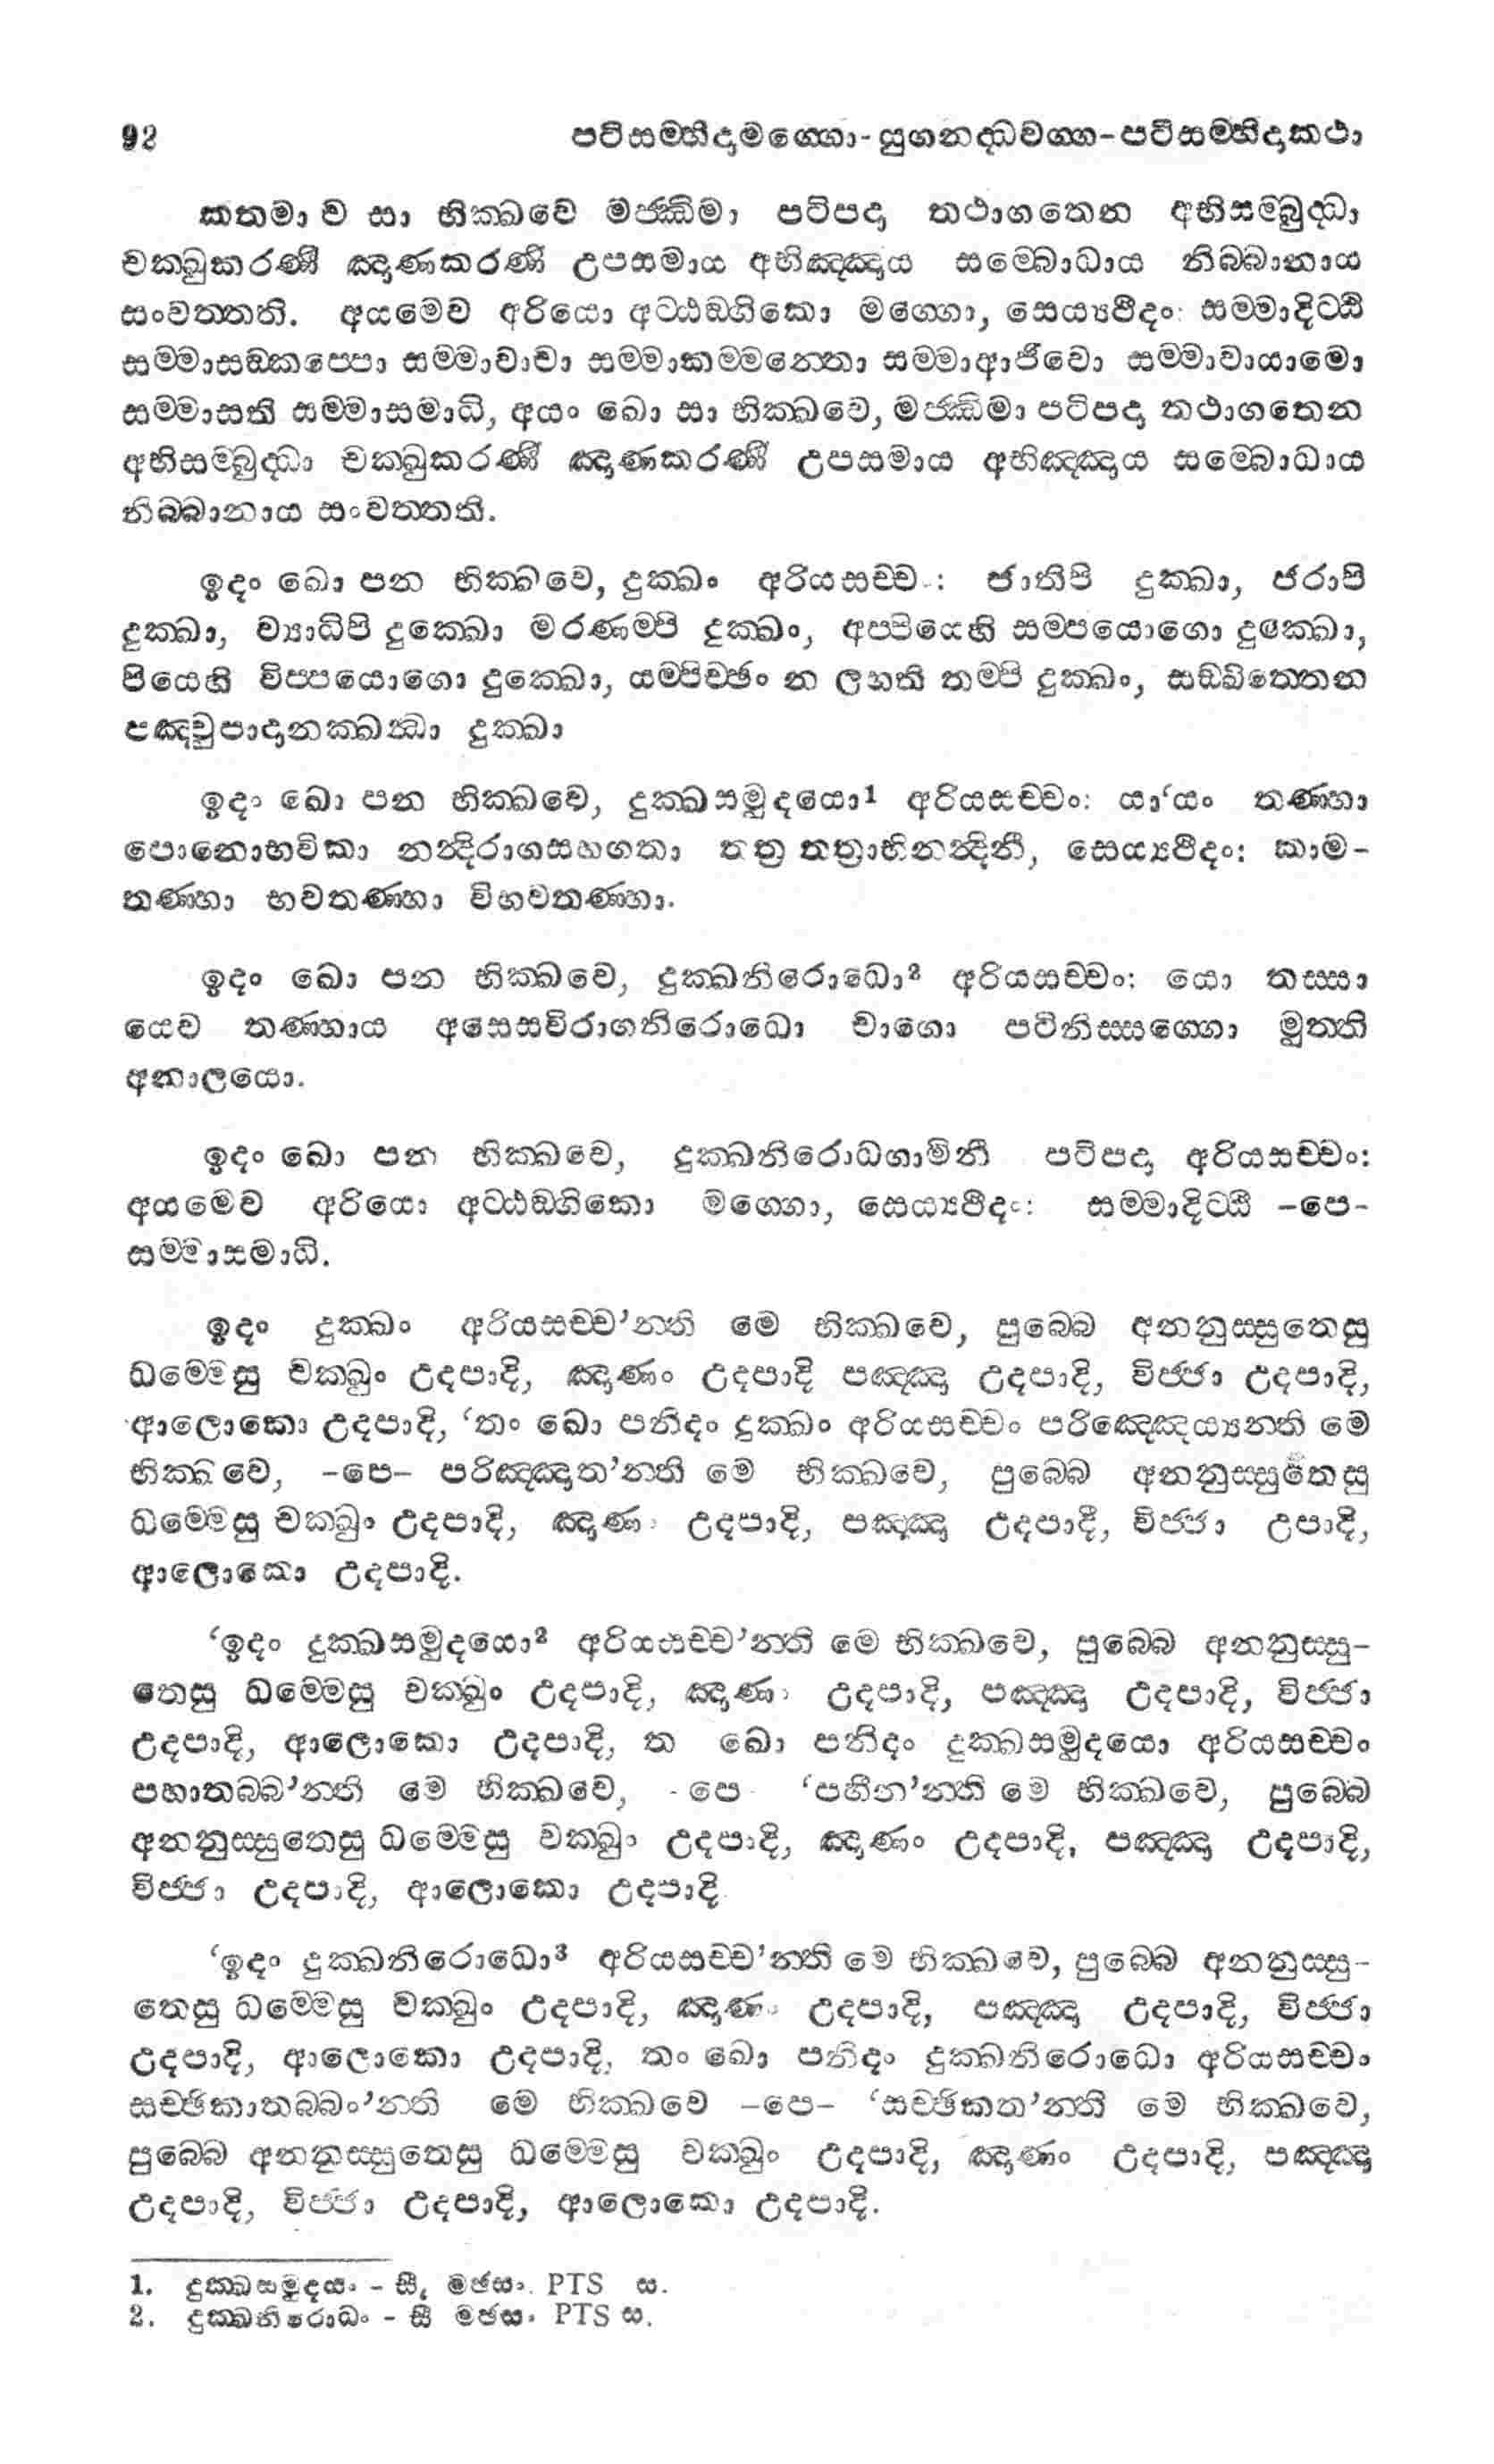 92 පටිසම්භිදාමග්ගො-යුගනද්ධවග්ග-පටිසම්භිදාකථා
කතමා ච සා භික්ඛවෙ මජ්ඣිමා පටිපදා තථාගතෙන අභිසම්බුද්ධා
චක්ඛුකරණී ඤාණකරණී උපසමාය අභිඤ්ඤාය සම්බොධාය නිබ්බානාය
සංවත්තති. අයමෙව අරියො අට්ඨඞ්ගිකො මග්ගො, සෙය්‍යථීදං: සම්මාදිට්ඨි
සම්මාසඞ්කප්පො සම්මාවාචා සම්මාකම්මන්තො සම්මාආජීවො සම්මාවායාමො
සම්මාසති සම්මාසමාධි, අයං ඛො සා භික්ඛවෙ, මජ්ඣිමා පටිපදා තථාගතෙන
අභිසම්බුද්ධා චක්ඛුකරණී ඤාණකරණී උපසමාය අභිඤ්ඤාය සම්බොධාය
නිබ්බානාය සංවත්තති.
ඉදං ඛො පන භික්ඛවෙ, දුක්ඛං අරියසච්චං: ජාතිපි දුක්ඛා, ජරාපි
දුක්ඛා, ව්‍යාධිපි දුක්ඛො මරණම්පි දුක්ඛං, අප්පියෙහි සම්පයොගො දුක්ඛො,
පියෙහි විප්පයොගො දුක්ඛො, යම්පිච්ඡං න ලභති තම්පි දුක්ඛං, සඞ්ඛිත්තෙන
පඤ්චුපාදානක්ඛන්ධා දුක්ඛා
ඉදං ඛො පන භික්ඛවෙ, දුක්ඛසමුදයො¹ අරියසච්චං: යා‘යං තණ්හා
පොනොභවිකා නන්දිරාගසහගතා තත්‍ර තත්‍රාභිනන්දිනී, සෙය්‍යථීදං: කාම-
තණ්හා භවතණ්හා විභවතණ්හා.
ඉදං ඛො පන භික්ඛවෙ, දුක්ඛනිරොධො² අරියසච්චං: යො තස්සා
යෙව තණ්හාය අසෙසවිරාගනිරොධො චාගො පටිනිස්සග්ගො මුත්ති
අනාලයො.
ඉදං ඛො පන භික්ඛවෙ, දුක්ඛනිරොධගාමිනී පටිපදා අරියසච්චං:
අයමෙව අරියො අට්ඨඞ්ගිකො මග්ගො, සෙය්‍යථීදං: සම්මාදිට්ඨි -පෙ-
සම්මාසමාධි.
ඉදං දුක්ඛං අරියසච්ච’න්ති මෙ භික්ඛවෙ, පුබ්බෙ අනනුස්සුතෙසු
ධම්මෙසු චක්ඛුං උදපාදි, ඤාණං උදපාදි පඤ්ඤා උදපාදි, විජ්ජා උදපාදි,
ආලොකො උදපාදි, ‘තං ඛො පනිදං දුක්ඛං අරියසච්චං පරිඤ්ඤෙය්‍යන්ති මෙ
භික්ඛවෙ, -පෙ- පරිඤ්ඤාත’න්ති මෙ භික්ඛවෙ, පුබ්බෙ අනනුස්සුතෙසු
ධම්මෙසු චක්ඛුං උදපාදි, ඤාණං උදපාදි, පඤ්ඤා උදපාදි, විජ්ජා උපාදි,
ආලොකො උදපාදි.
‘ඉදං දුක්ඛසමුදයො² අරියසච්ච’න්ති මෙ භික්ඛවෙ, පුබ්බෙ අනනුස්සු-
තෙසු ධම්මෙසු චක්ඛුං උදපාදි, ඤාණං උදපාදි, පඤ්ඤා උදපාදි, විජ්ජා
උදපාදි, ආලොකො උදපාදි, ත ඛො පනිදං දුක්ඛසමුදයො අරියසච්චං
පහාතබ්බ’න්ති මෙ භික්ඛවෙ, -පෙ- ‘පහීන’න්ති මෙ භික්ඛවෙ, පුබ්බෙ
අනනුස්සුතෙසු ධම්මෙසු චක්ඛුං උදපාදි, ඤාණං උදපාදි, පඤ්ඤා උදපාදි,
විජ්ජා උදපාදි, ආලොකො උදපාදි
‘ඉදං දුක්ඛනිරොධො³ අරියසච්ච’න්ති මෙ භික්ඛවෙ, පුබ්බෙ අනනුස්සු-
තෙසු ධම්මෙසු චක්ඛුං උදපාදි, ඤාණං උදපාදි, පඤ්ඤා උදපාදි, විජ්ජා
උදපාදි, ආලොකො උදපාදි, තං ඛො පනිදං දුක්ඛනිරොධො අරියසච්චං
සච්ඡිකාතබ්බං’න්ති මෙ භික්ඛවෙ -පෙ- ‘සච්ඡිකත’න්ති මෙ භික්ඛවෙ,
පුබ්බෙ අනනුස්සුතෙසු ධම්මෙසු චක්ඛුං උදපාදි, ඤාණං උදපාදි, පඤ්ඤා
උදපාදි, විජ්ජා උදපාදි, ආලොකො උදපාදි.
1. දුක්ඛසමුදයං - සී, මඡසං. PTS ස.
2. දුක්ඛනිරොධං - සී මඡසං PTS ස.